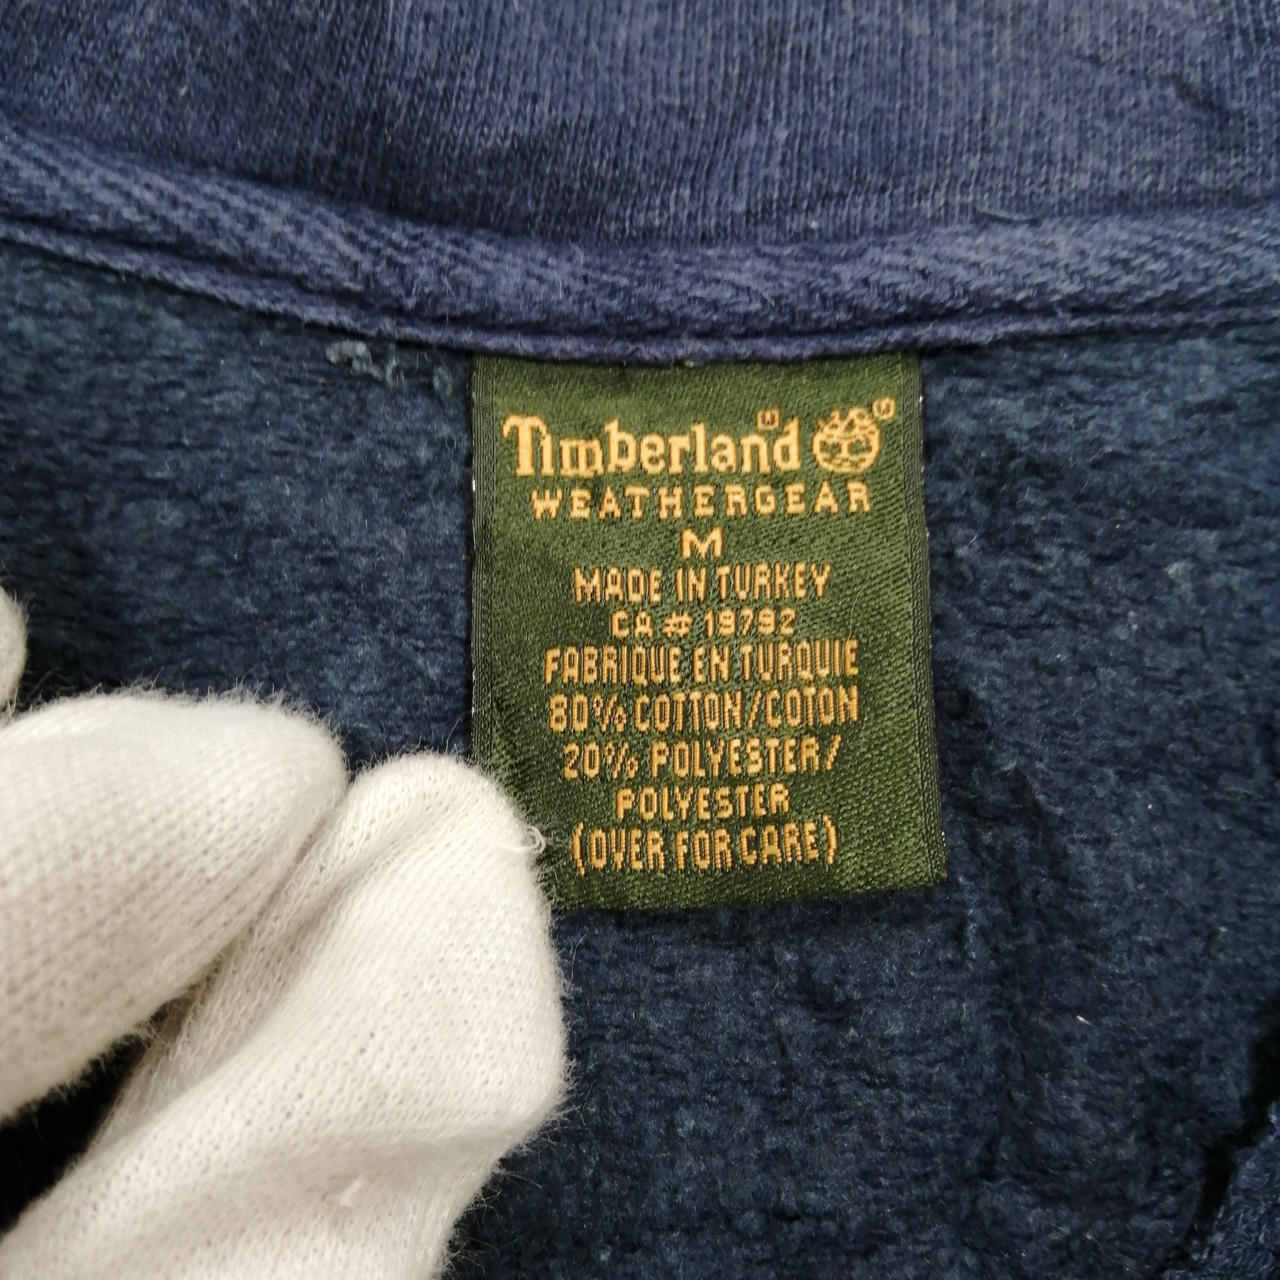 Timberland®
WEATHERGEAR
M
MADE IN TURKEY
CA # 19792
FABRIQUE EN TURQUIE
80% COTTON/COTON
20% POLYESTER/
POLYESTER
(OVER FOR CARE)